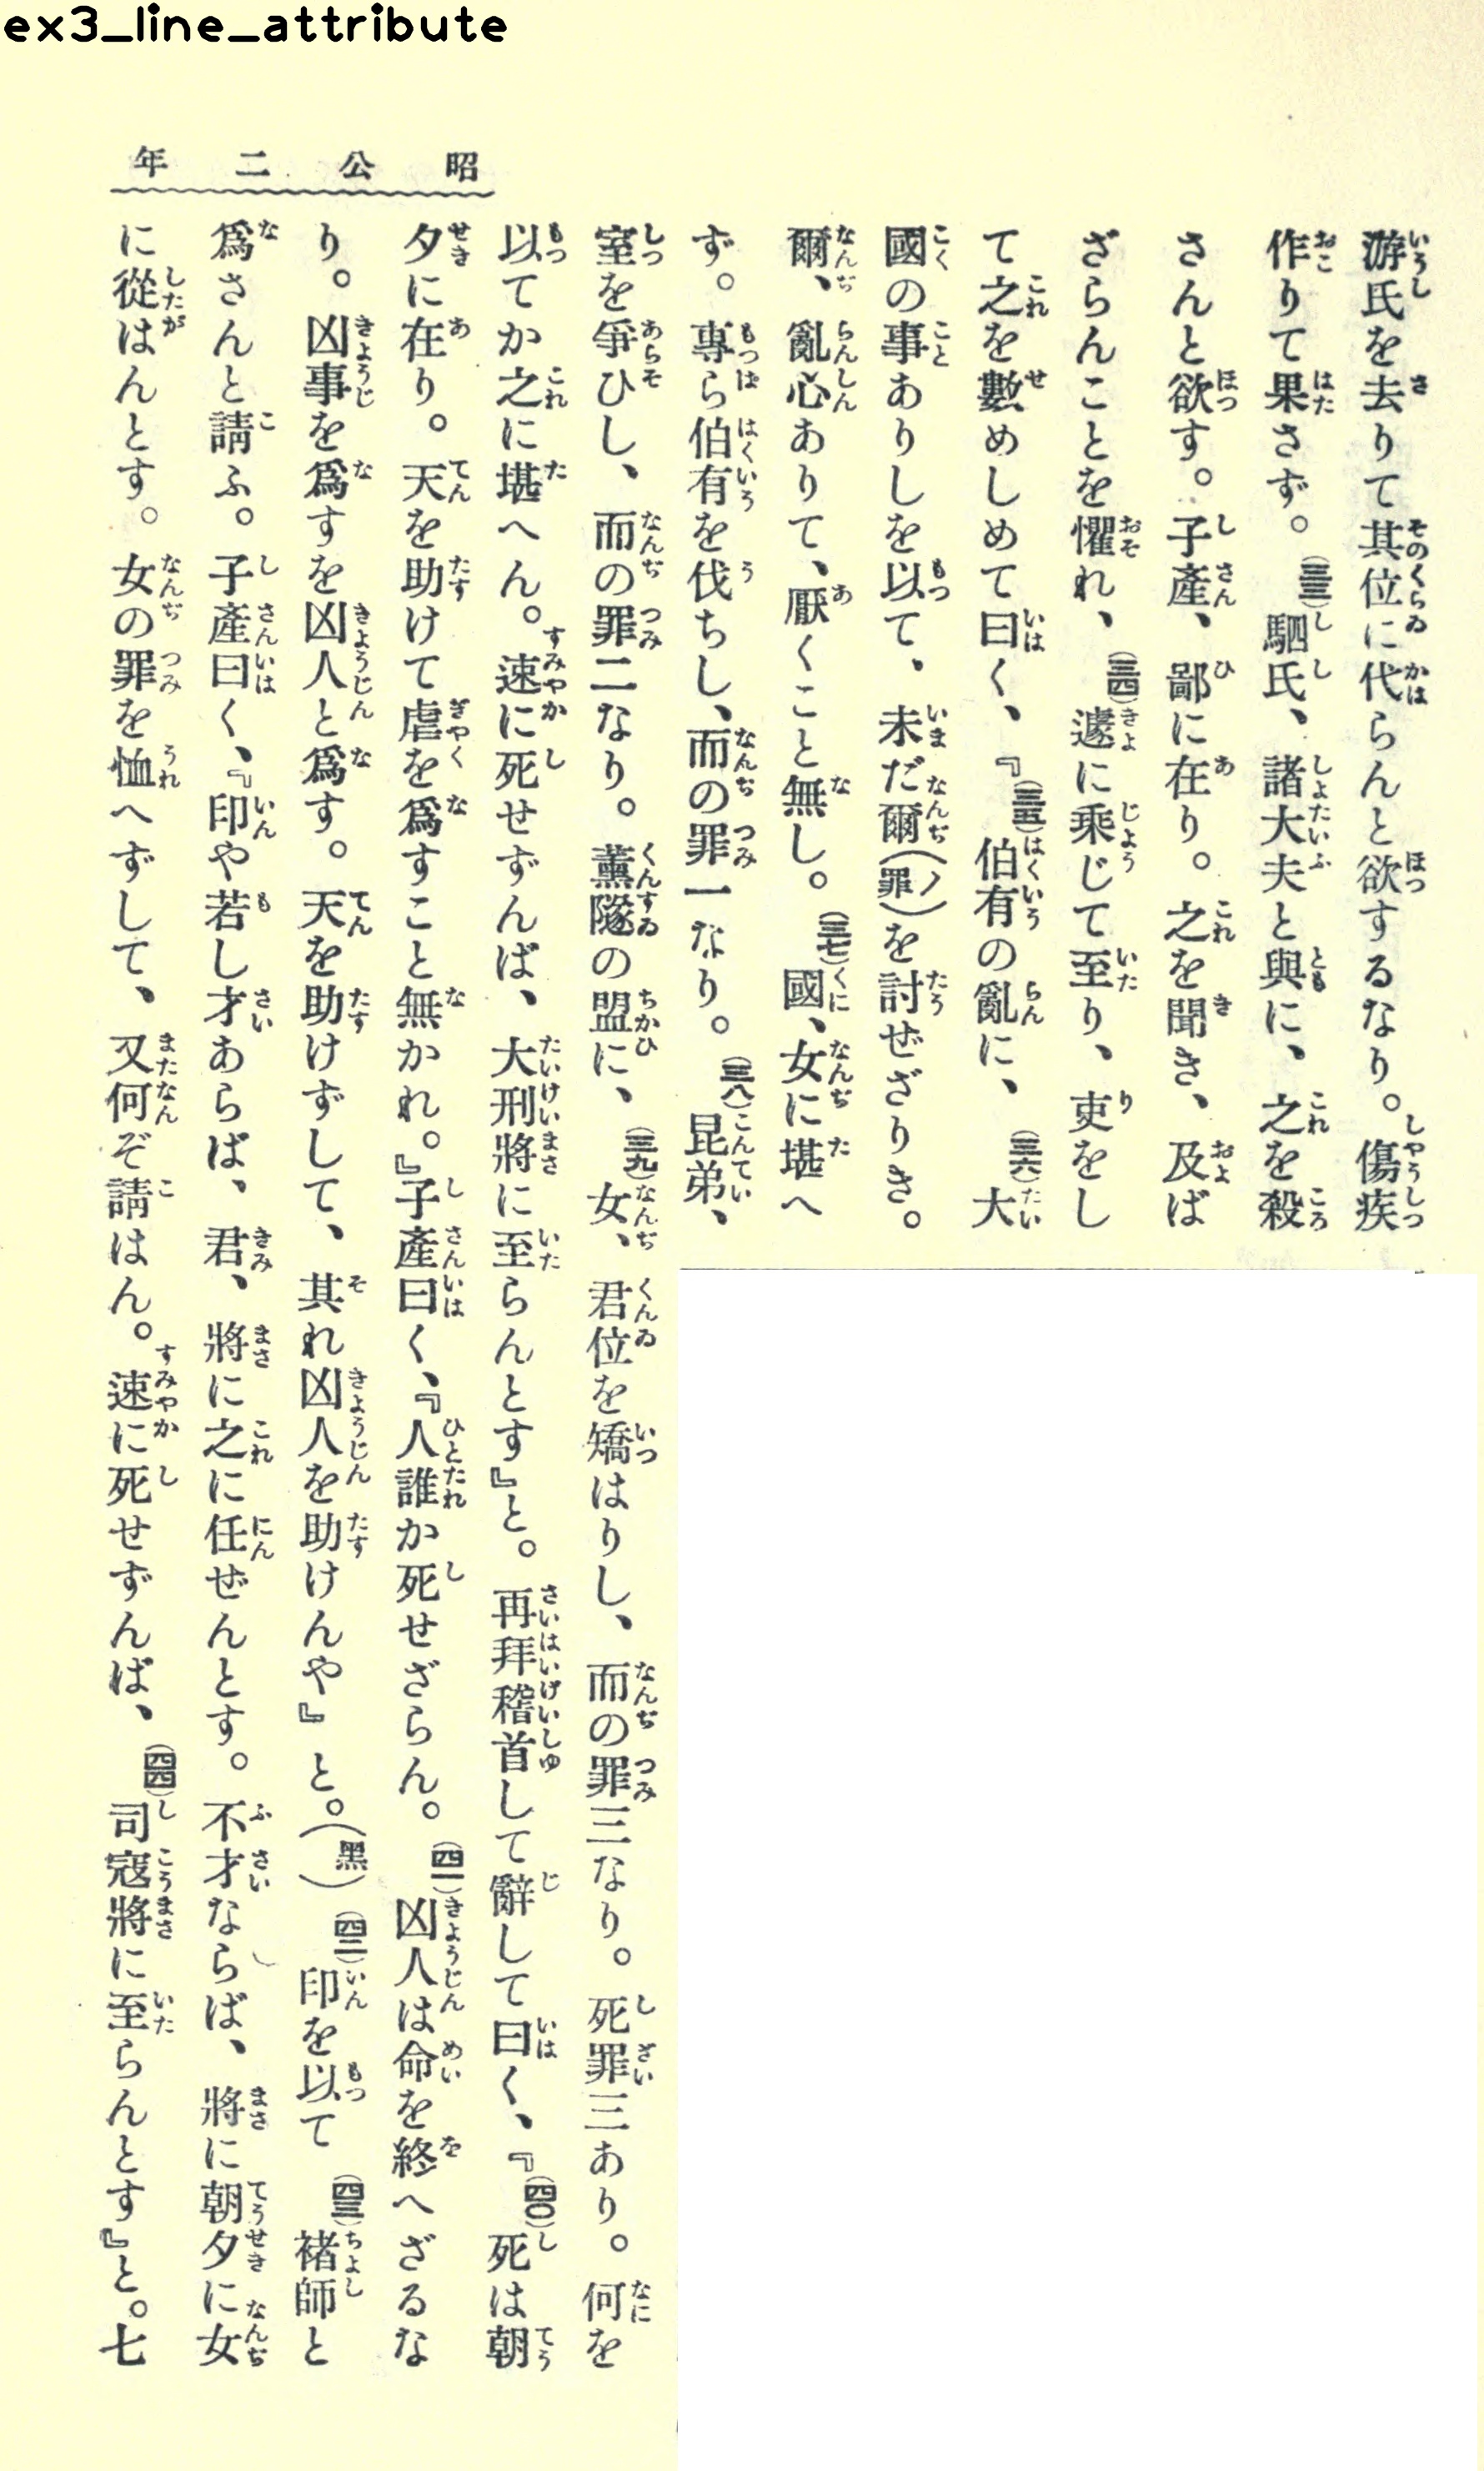 ex3_line_attribute
昭公二年
游氏を去りて其位に代らんと欲するなり。傷疾
作りて果さず。(三三)駟氏、諸大夫と與に、之を殺
さんと欲す。子產、鄙に在り。之を聞き、及ば
ざらんことを懼れ、(三四)遽に乘じて至り、吏をし
て之を數めしめて曰く、『(三五)伯有の亂に、(三六)大
國の事ありしを以て、未だ爾(ノ罪)を討ぜざりき。
爾、亂心ありて、厭くこと無し。(三七)國、女に堪へ
ず。專ら伯有を伐ちし、而の罪一なり。(三八)昆弟、
室を爭ひし、而の罪二なり。薰隧の盟に、(三九)女、君位を矯はりし、而の罪三なり。死罪三あり。何を
以てか之に堪へん。速に死せずんば、大刑將に至らんとす』と。再拜稽首して辭して曰く、『(四〇)死は朝
夕に在り。天を助けて虐を爲すこと無かれ。』子產曰く、『人誰か死せざらん。(四一)凶人は命を終へざるな
り。凶事を爲すを凶人と爲す。天を助けずして、其れ凶人を助けんや』と。(黑)(四二)印を以て(四三)褚師と
爲さんと請ふ。子產曰く、『印や若し才あらば、君、將に之に任ぜんとす。不才ならば、將に朝夕に女
に從はんとす。女の罪を恤へずして、又何ぞ請はん。速に死せずんば、(四四)司寇將に至らんとす』と。七